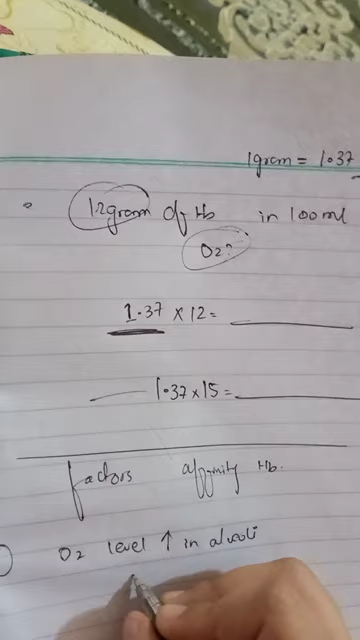 1gram = 1.37
12gram of Hb in 100ml
O2?
1.37 × 12 =
1.37 × 15 =
factors affinity Hb.
O2 level ↑ in alveoli